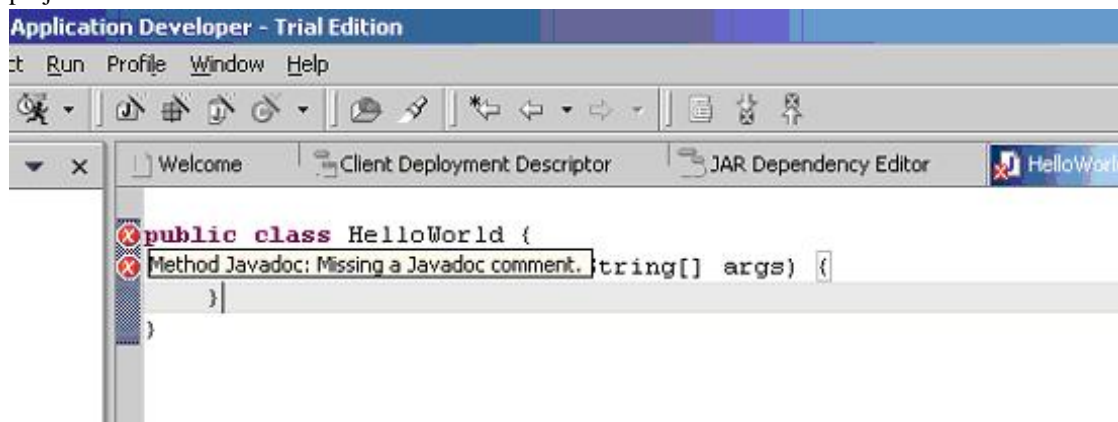 Application Developer - Trial Edition
ct Run Profile Window Help
Welcome Client Deployment Descriptor JAR Dependency Editor HelloWorl
public class HelloWorld {
Method Javadoc: Missing a Javadoc comment. tring[] args) {
}
}